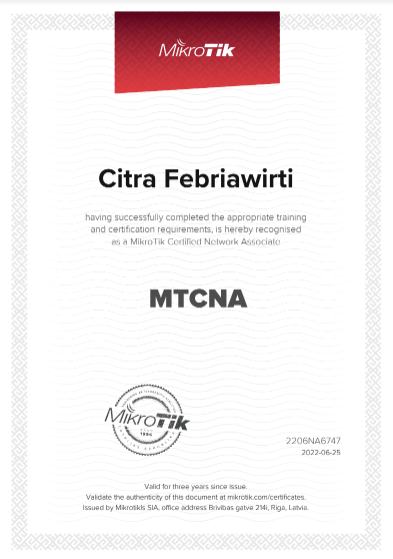 MikroTik
Citra Febriawirti
having successfully completed the appropriate training
and certification requirements, is hereby recognised
as a MikroTik Certified Network Associate
MTCNA
MikroTik
1996
2206NA6747
2022-06-25
Valid for three years since issue.
Validate the authenticity of this document at mikrotik.com/certificates.
Issued by Mikrotikls SIA, office address Brivibas gatve 214i, Riga, Latvia.